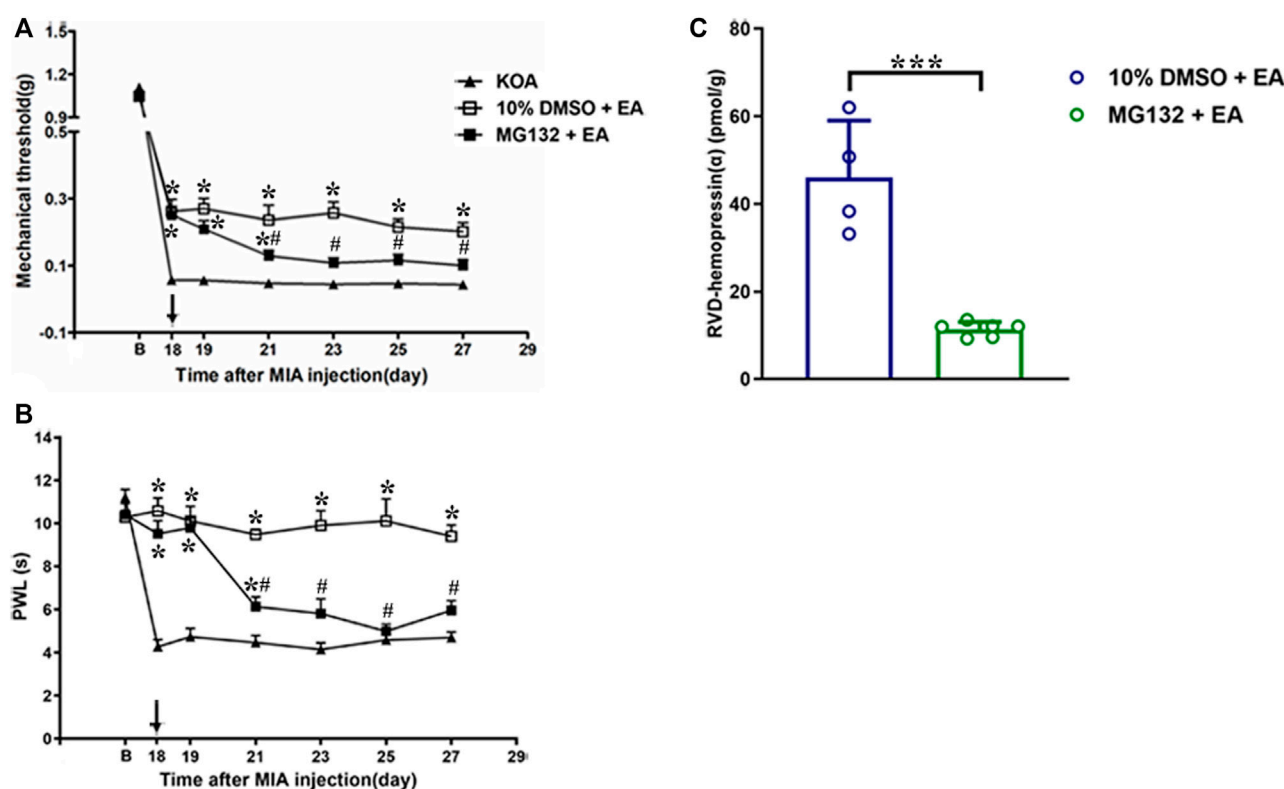 A
Mechanical threshold(g)
1.5
1.2
0.9
0.5
0.3
0.1
-0.1
* * * * * *
* * *# # # #
B 18 19 21 23 25 27 29
Time after MIA injection(day)
KOA
10% DMSO + EA
MG132 + EA
C
RVD-hemopressin(α) (pmol/g)
80
60
40
20
0
***
10% DMSO + EA
MG132 + EA
B
PWL (s)
14
12
10
8
6
4
2
0
* * * * * *
* * *# # # #
B 18 19 21 23 25 27 29
Time after MIA injection(day)